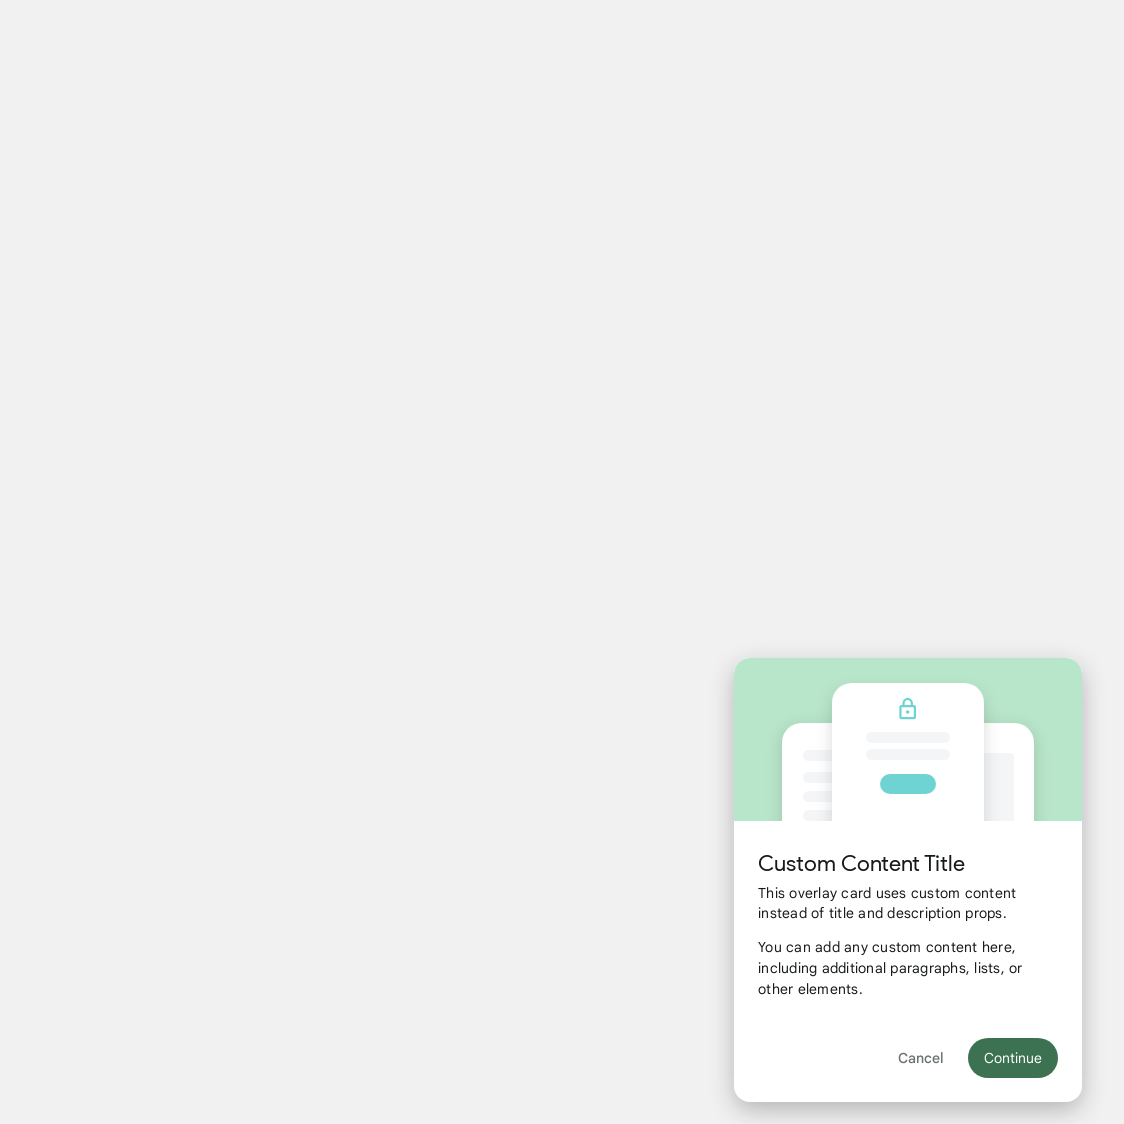 Custom Content Title
This overlay card uses custom content
instead of title and description props.
You can add any custom content here,
including additional paragraphs, lists, or
other elements.
Cancel
Continue